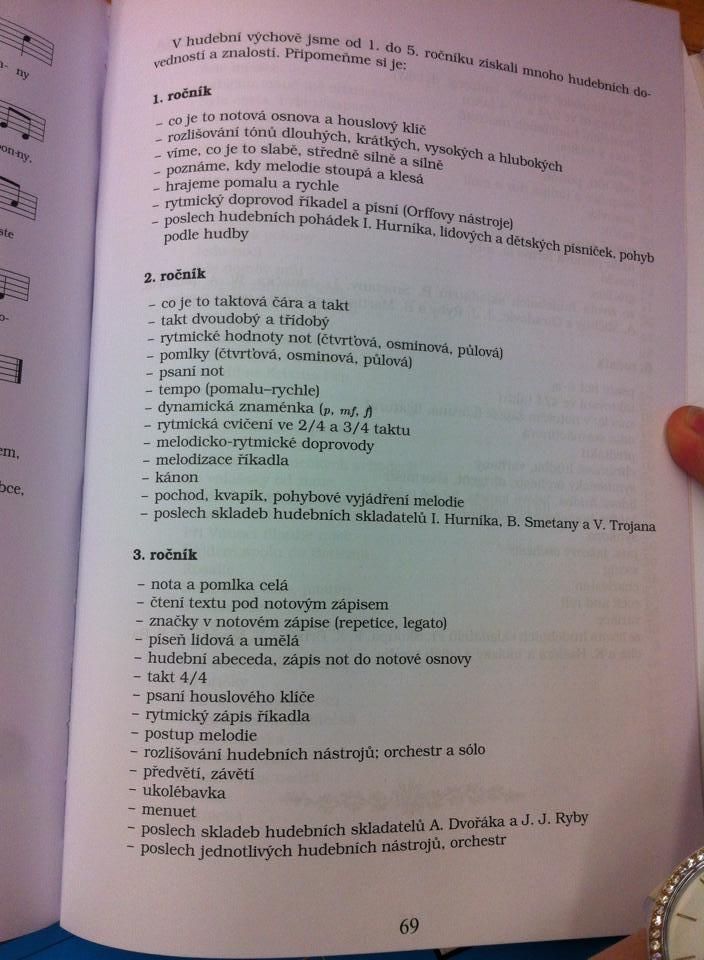 V hudební výchově jsme od 1. do 5. ročníku získali mnoho hudebních do-
vedností a znalostí. Připomeňme si je:
1. ročník
– co je to notová osnova a houslový klíč
– rozlišování tónů dlouhých, krátkých, vysokých a hlubokých
– víme, co je to slabě, středně silně a silně
– poznáme, kdy melodie stoupá a klesá
– hrajeme pomalu a rychle
– rytmický doprovod říkadel a písní (Orffovy nástroje)
– poslech hudebních pohádek I. Hurníka, lidových a dětských písniček, pohyb
podle hudby
2. ročník
– co je to taktová čára a takt
– takt dvoudobý a třídobý
– rytmické hodnoty not (čtvrťová, osminová, půlová)
– pomlky (čtvrťová, osminová, půlová)
– psaní not
– tempo (pomalu–rychle)
– dynamická znaménka (p, mf, f)
– rytmická cvičení ve 2/4 a 3/4 taktu
– melodicko-rytmické doprovody
– melodizace říkadla
– kánon
– pochod, kvapík, pohybové vyjádření melodie
– poslech skladeb hudebních skladatelů I. Hurníka, B. Smetany a V. Trojana
3. ročník
– nota a pomlka celá
– čtení textu pod notovým zápisem
– značky v notovém zápise (repetice, legato)
– píseň lidová a umělá
– hudební abeceda, zápis not do notové osnovy
– takt 4/4
– psaní houslového klíče
– rytmický zápis říkadla
– postup melodie
– rozlišování hudebních nástrojů; orchestr a sólo
– předvětí, závětí
– ukolébavka
– menuet
– poslech skladeb hudebních skladatelů A. Dvořáka a J. J. Ryby
– poslech jednotlivých hudebních nástrojů, orchestr
69